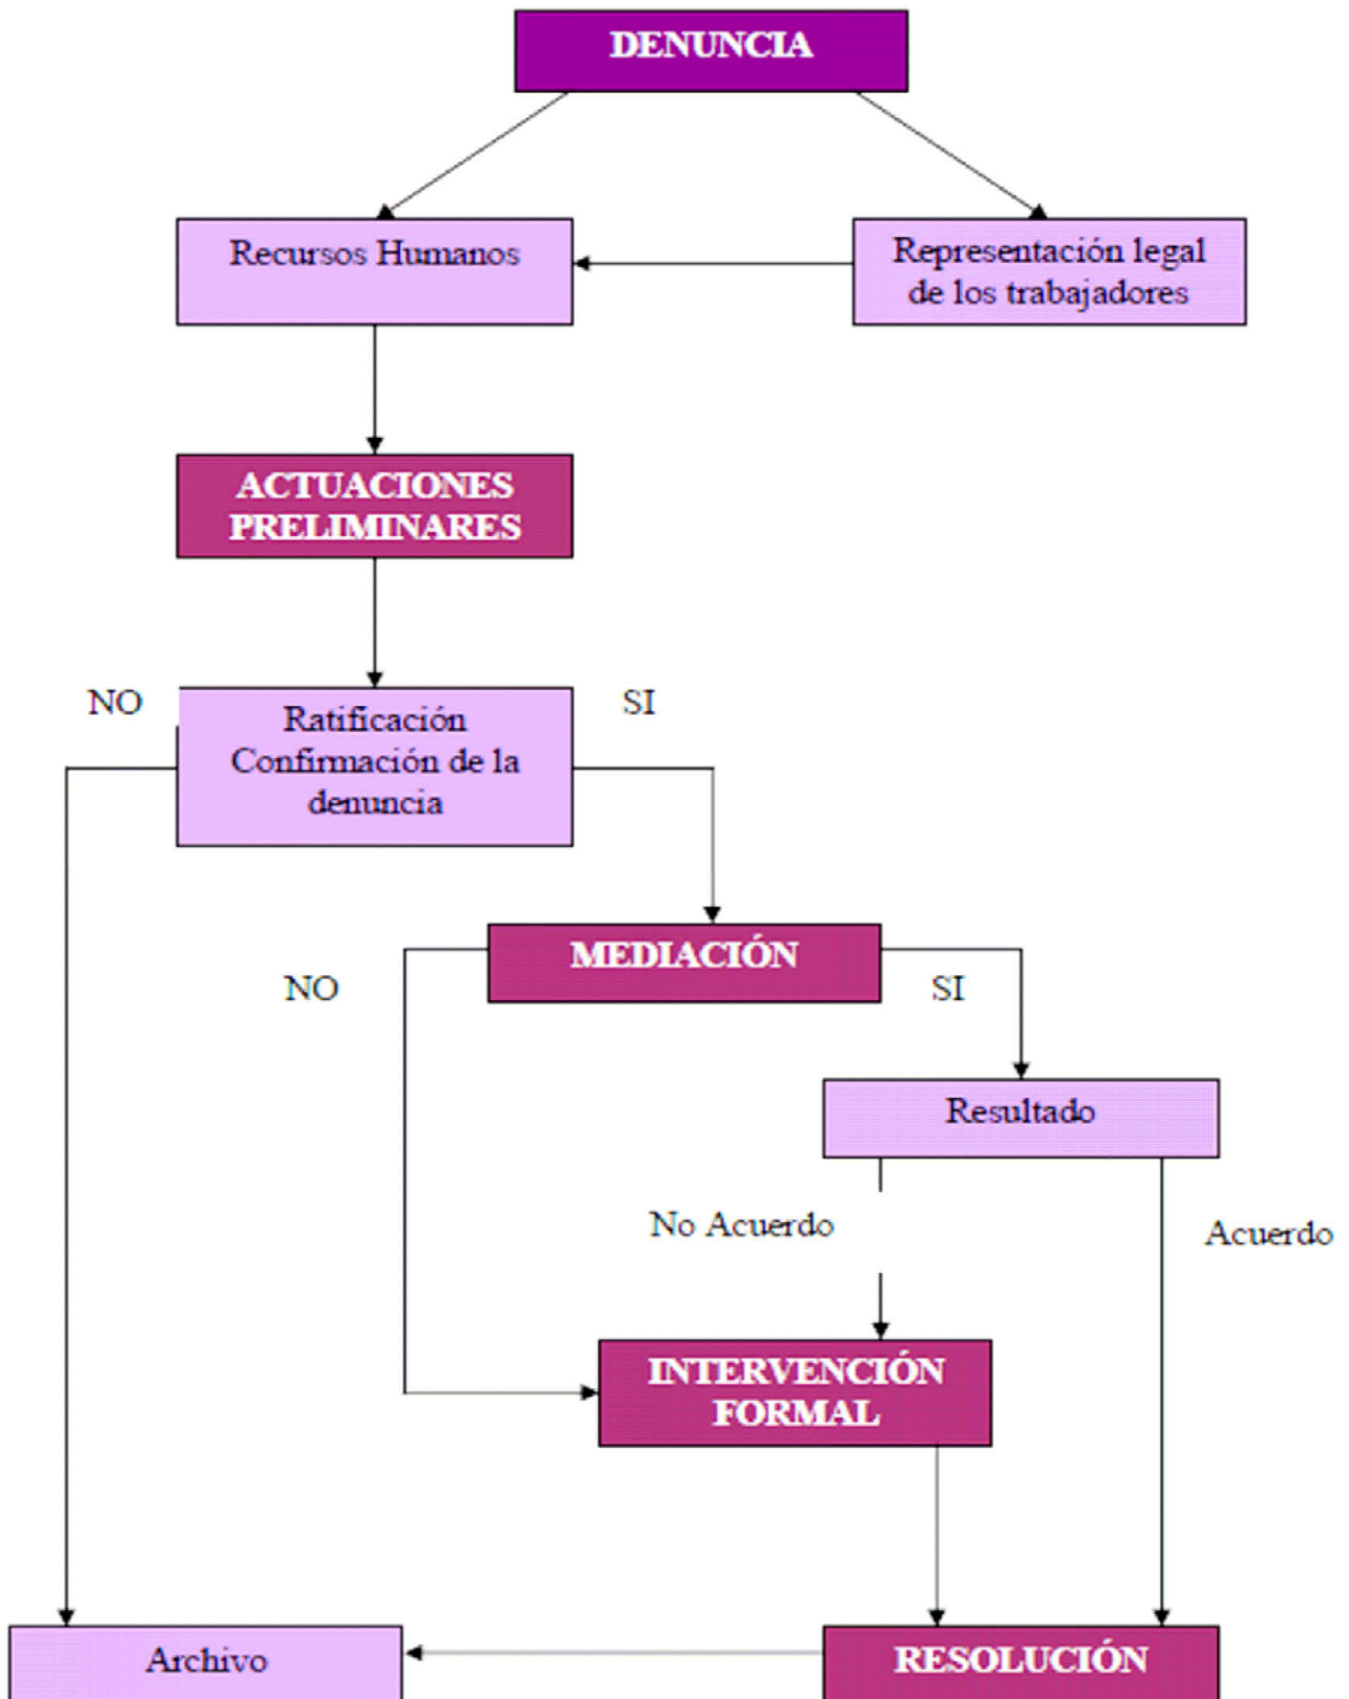 DENUNCIA
Recursos Humanos
Representación legal
de los trabajadores
ACTUACIONES
PRELIMINARES
NO
SI
Ratificación
Confirmación de la
denuncia
MEDIACIÓN
NO
SI
Resultado
No Acuerdo
Acuerdo
INTERVENCIÓN
FORMAL
Archivo
RESOLUCIÓN